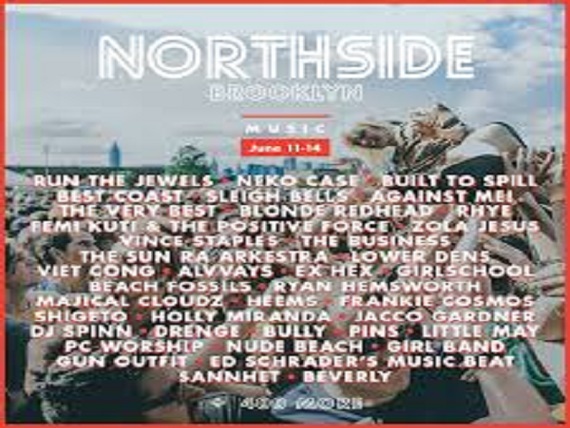 NORTHSIDE
BROOKLYN
MUSIC
June 11-14
RUN THE JEWELS • NEKO CASE • BUILT TO SPILL
BEST COAST • SLEIGH BELLS • AGAINST ME!
THE VERY BEST • BLONDE REDHEAD • RHYE
FEMI KUTI & THE POSITIVE FORCE • ZOLA JESUS
VINCE STAPLES • THE BUSINESS
THE SUN RA ARKESTRA • LOWER DENS
VIET CONG • ALVVAYS • EX HEX • GIRLSCHOOL
BEACH FOSSILS • RYAN HEMSWORTH
MAJICAL CLOUDZ • HEEMS • FRANKIE COSMOS
SHIGETO • HOLLY MIRANDA • JACCO GARDNER
DJ SPINN • DRENGE • BULLY • PINS • LITTLE MAY
PC WORSHIP • NUDE BEACH • GIRL BAND
GUN OUTFIT • ED SCHRADER'S MUSIC BEAT
SANNHET • BEVERLY
+ 400 MORE